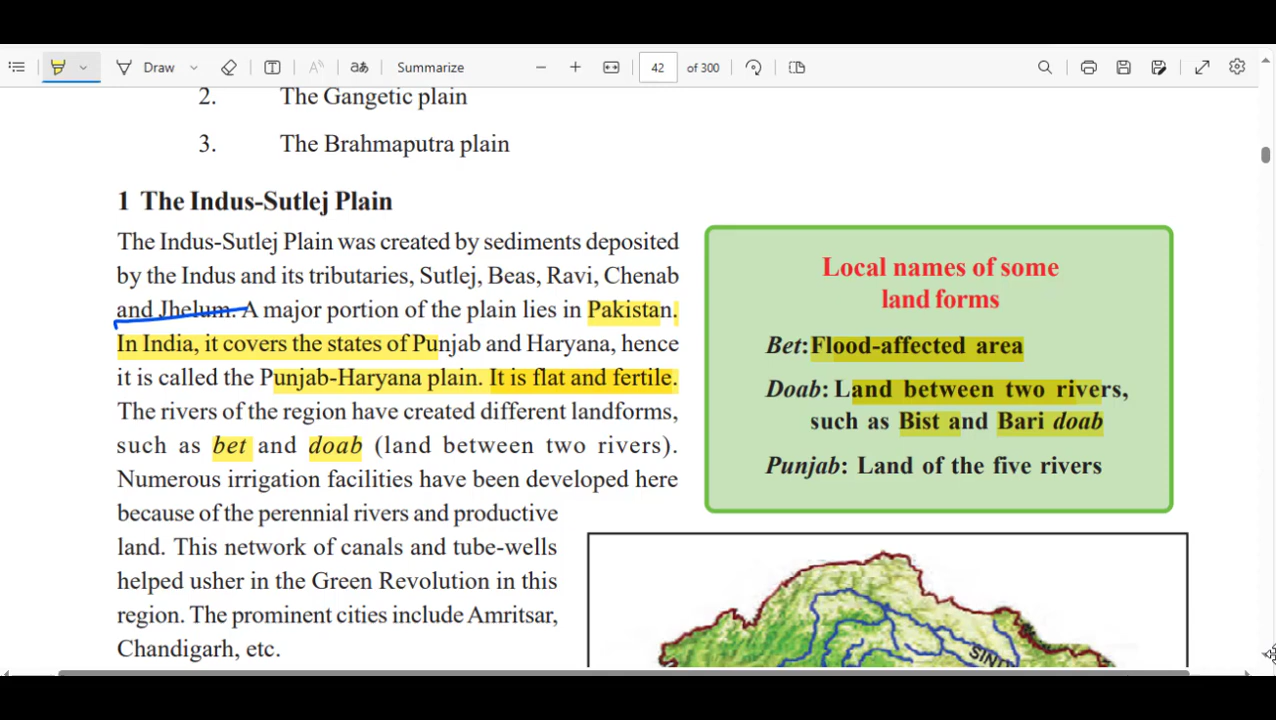 Draw
Summarize
42 of 300
2. The Gangetic plain
3. The Brahmaputra plain
1 The Indus-Sutlej Plain
The Indus-Sutlej Plain was created by sediments deposited
by the Indus and its tributaries, Sutlej, Beas, Ravi, Chenab
and Jhelum. A major portion of the plain lies in Pakistan.
In India, it covers the states of Punjab and Haryana, hence
it is called the Punjab-Haryana plain. It is flat and fertile.
The rivers of the region have created different landforms,
such as bet and doab (land between two rivers).
Numerous irrigation facilities have been developed here
because of the perennial rivers and productive
land. This network of canals and tube-wells
helped usher in the Green Revolution in this
region. The prominent cities include Amritsar,
Chandigarh, etc.
Local names of some
land forms
Bet: Flood-affected area
Doab: Land between two rivers,
such as Bist and Bari doab
Punjab: Land of the five rivers